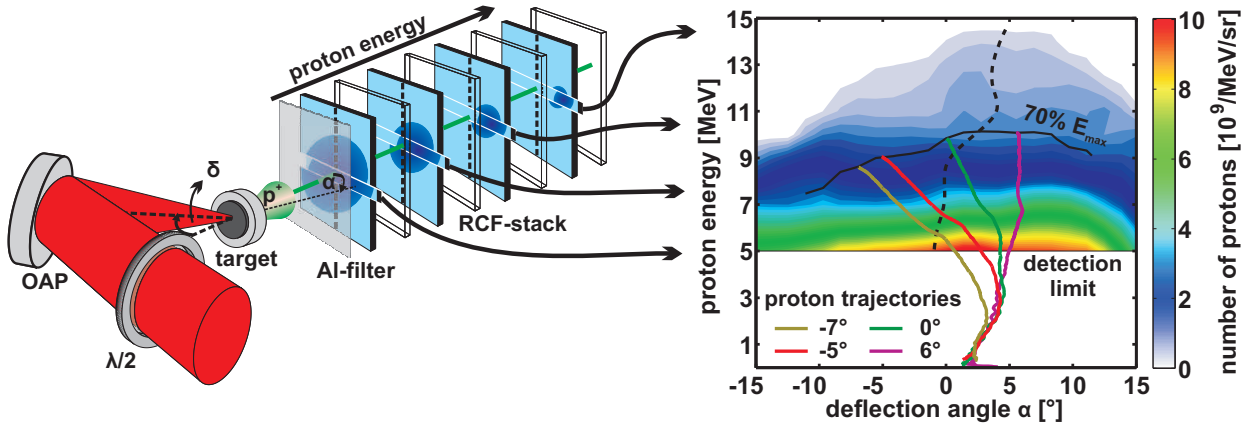 proton energy
δ
p⁺
α
OAP
target
Al-filter
RCF-stack
λ/2
proton energy [MeV]
15
13
11
9
7
5
3
1
70% E_max
detection
limit
proton trajectories
-7°
0°
-5°
6°
-15
-10
-5
0
5
10
15
deflection angle α [°]
10
8
6
4
2
0
number of protons [10⁹/MeV/sr]